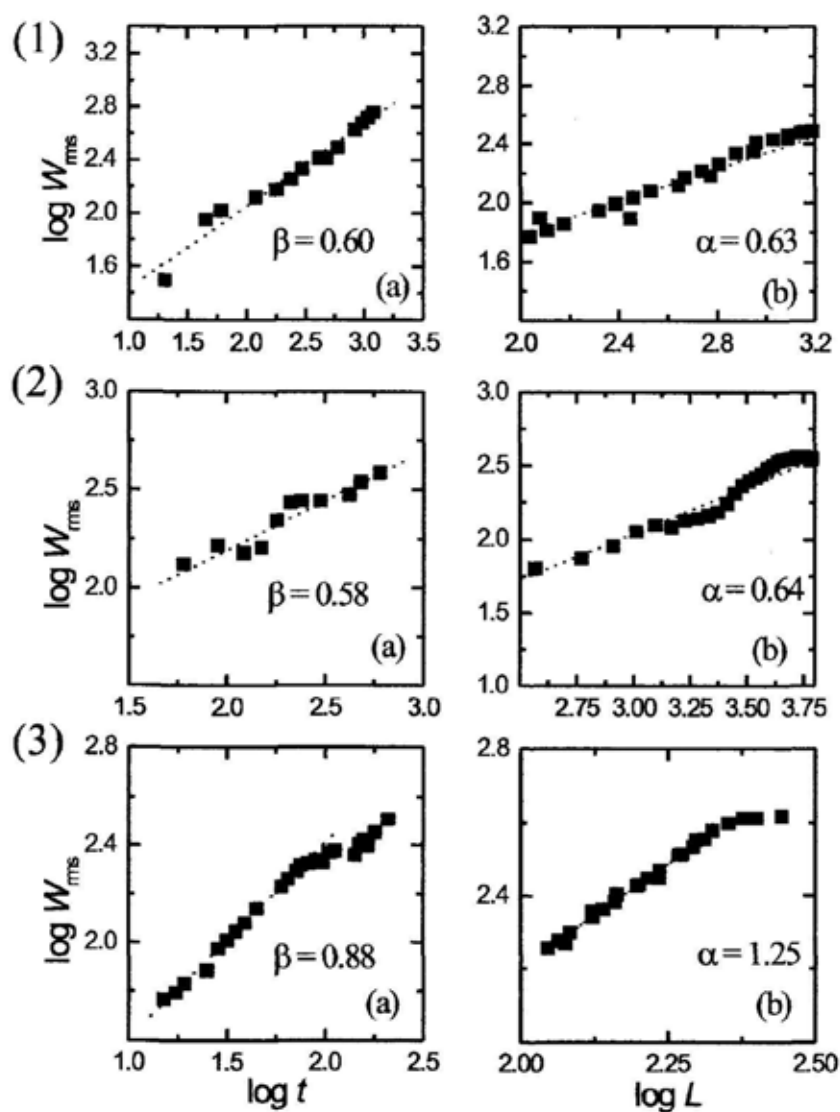 (1)
3.2
2.8
2.4
2.0
1.6
log Wrms
β = 0.60
(a)
1.0 1.5 2.0 2.5 3.0 3.5
3.2
2.8
2.4
2.0
1.6
α = 0.63
(b)
2.0 2.4 2.8 3.2
(2)
3.0
2.5
2.0
log Wrms
β = 0.58
(a)
1.5 2.0 2.5 3.0
3.0
2.5
2.0
1.5
1.0
α = 0.64
(b)
2.75 3.00 3.25 3.50 3.75
(3)
2.8
2.4
2.0
log Wrms
β = 0.88
(a)
1.0 1.5 2.0 2.5
log t
2.8
2.4
α = 1.25
(b)
2.00 2.25 2.50
log L